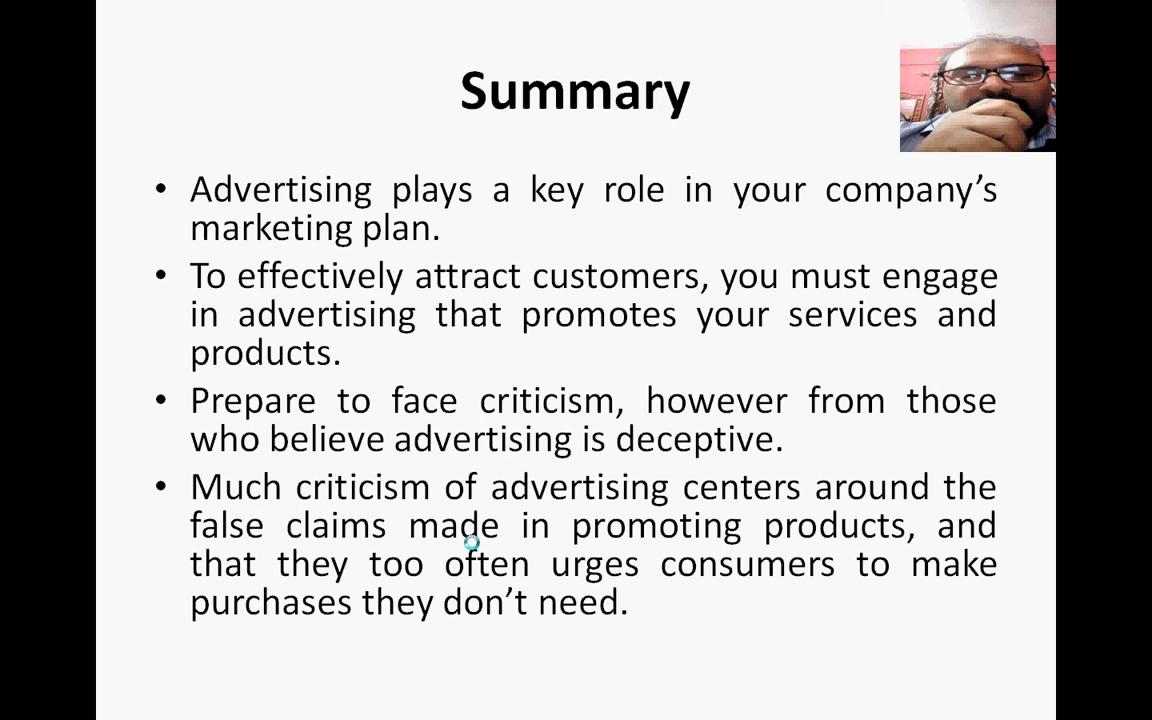 Summary
• Advertising plays a key role in your company’s
marketing plan.
• To effectively attract customers, you must engage
in advertising that promotes your services and
products.
• Prepare to face criticism, however from those
who believe advertising is deceptive.
• Much criticism of advertising centers around the
false claims made in promoting products, and
that they too often urges consumers to make
purchases they don’t need.